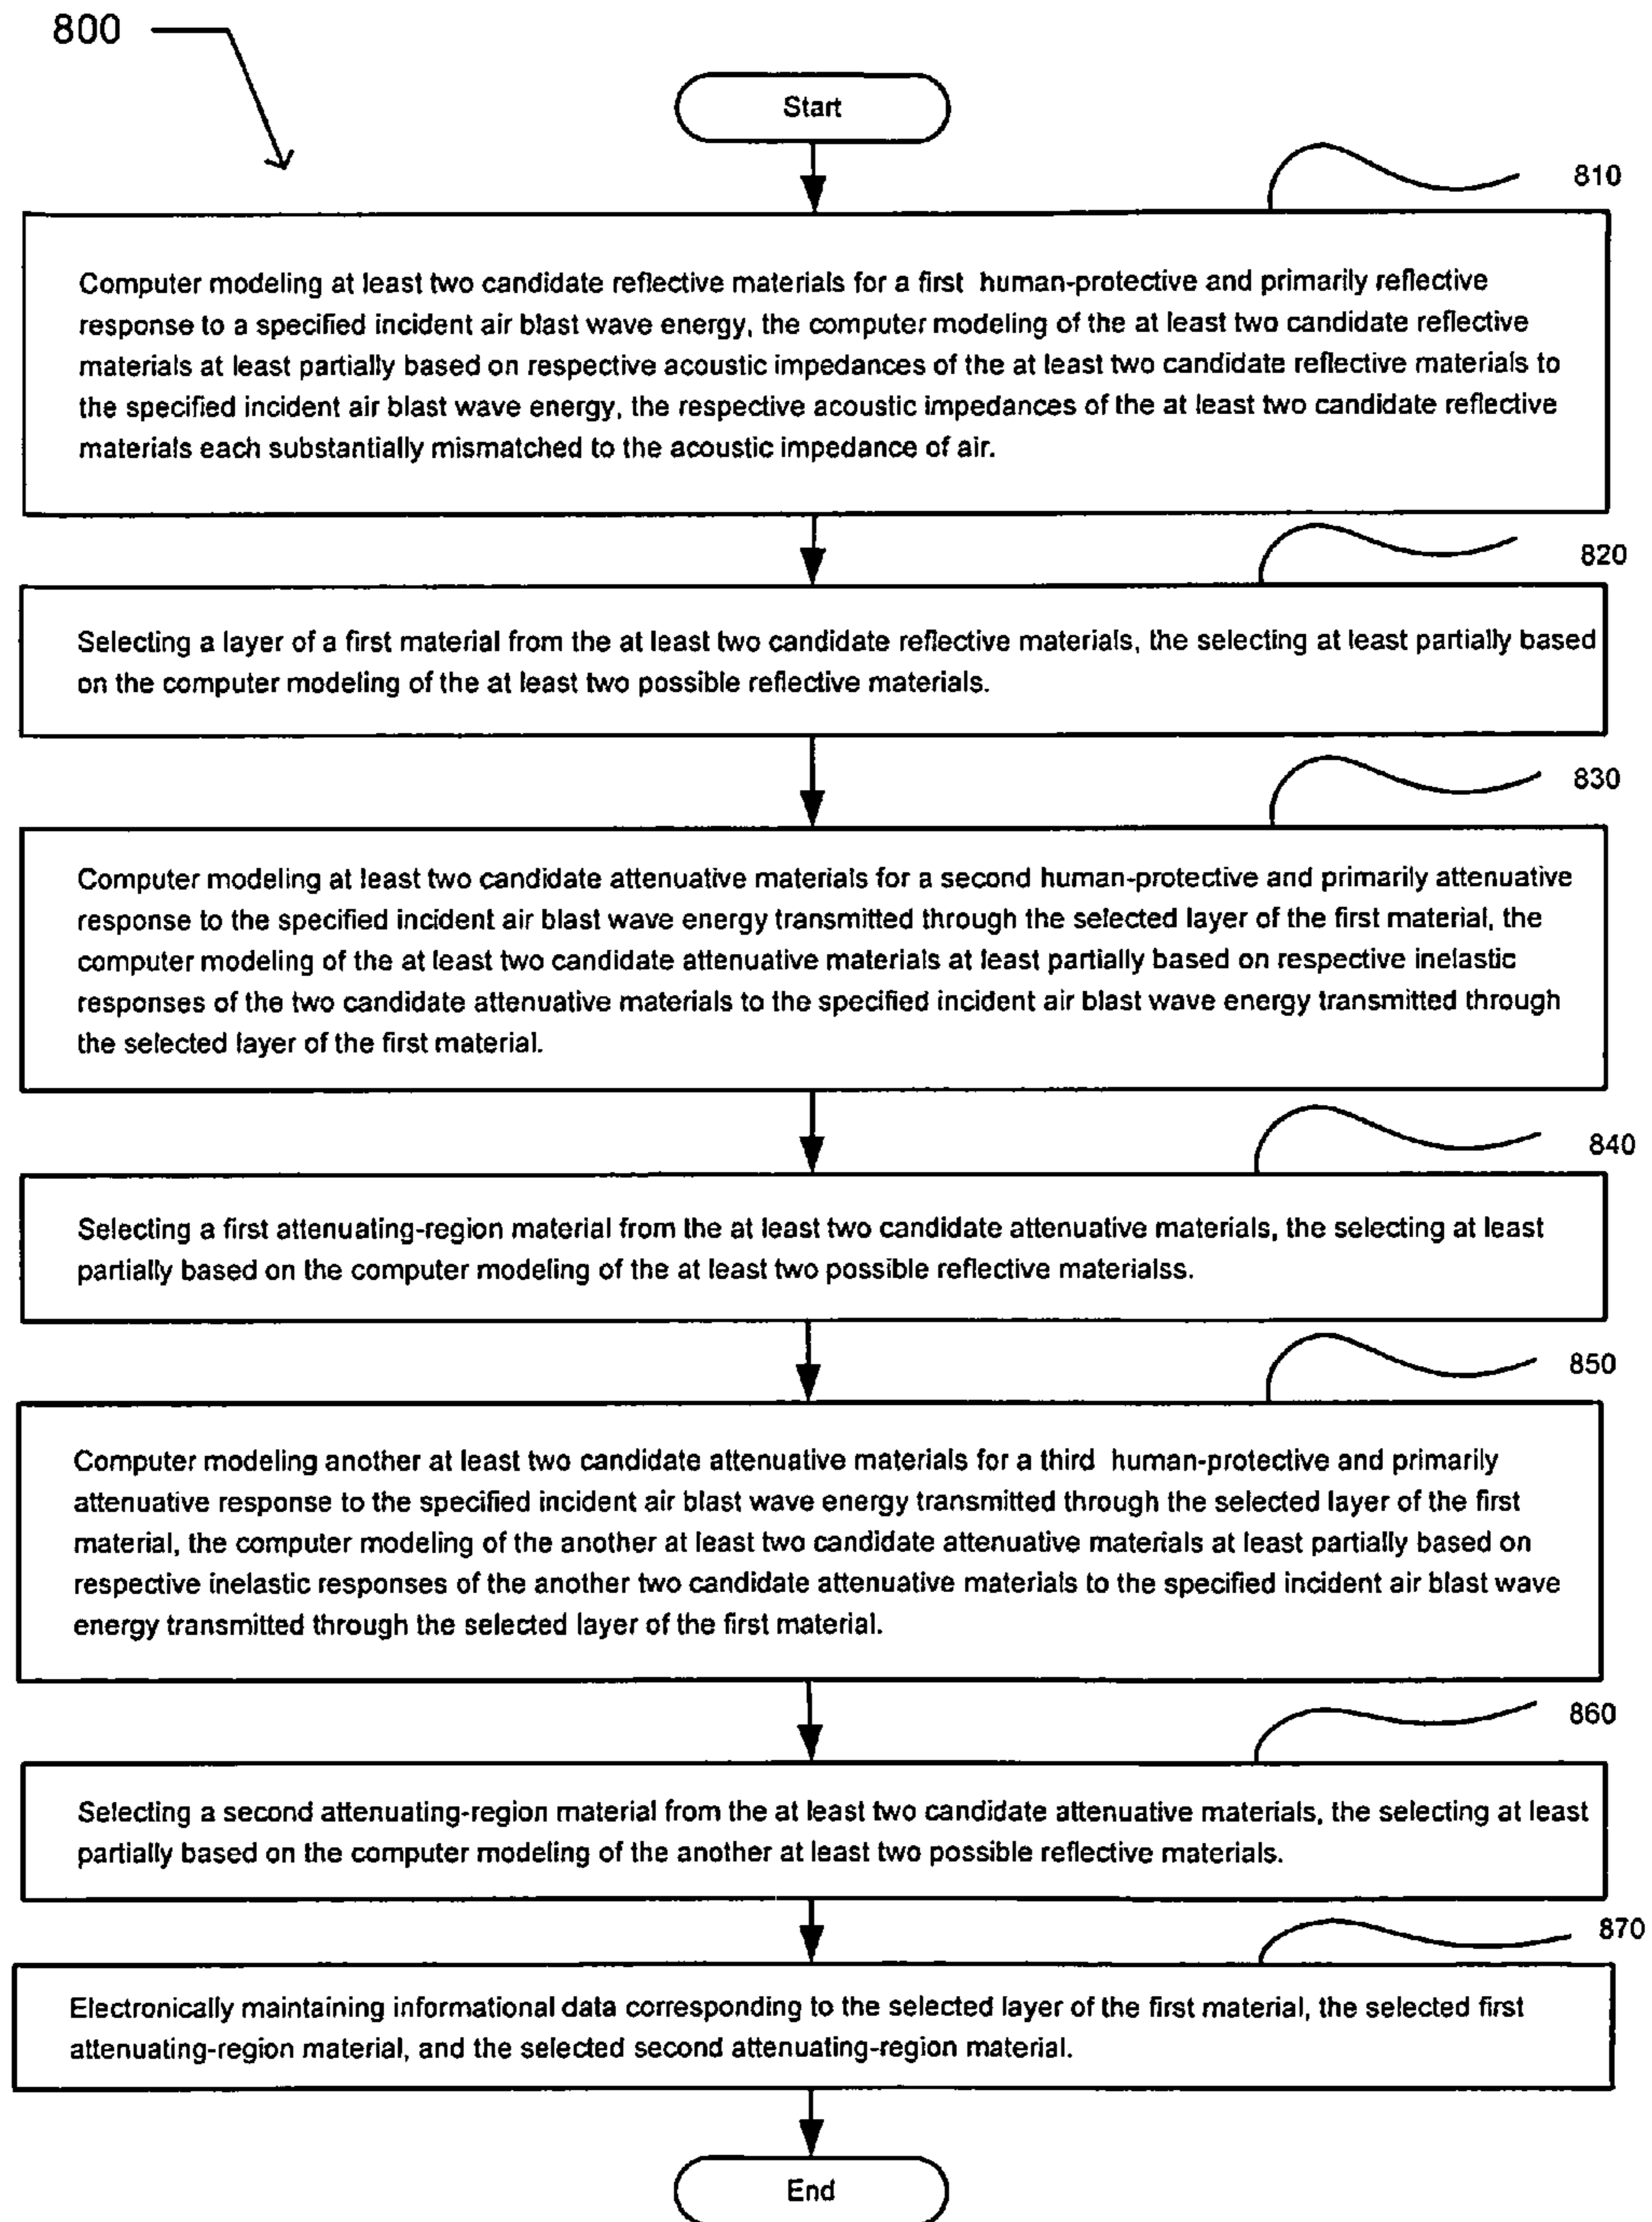 800
Start
810
Computer modeling at least two candidate reflective materials for a first human-protective and primarily reflective
response to a specified incident air blast wave energy, the computer modeling of the at least two candidate reflective
materials at least partially based on respective acoustic impedances of the at least two candidate reflective materials to
the specified incident air blast wave energy, the respective acoustic impedances of the at least two candidate reflective
materials each substantially mismatched to the acoustic impedance of air.
820
Selecting a layer of a first material from the at least two candidate reflective materials, the selecting at least partially based
on the computer modeling of the at least two possible reflective materials.
830
Computer modeling at least two candidate attenuative materials for a second human-protective and primarily attenuative
response to the specified incident air blast wave energy transmitted through the selected layer of the first material, the
computer modeling of the at least two candidate attenuative materials at least partially based on respective inelastic
responses of the two candidate attenuative materials to the specified incident air blast wave energy transmitted through
the selected layer of the first material.
840
Selecting a first attenuating-region material from the at least two candidate attenuative materials, the selecting at least
partially based on the computer modeling of the at least two possible reflective materialss.
850
Computer modeling another at least two candidate attenuative materials for a third human-protective and primarily
attenuative response to the specified incident air blast wave energy transmitted through the selected layer of the first
material, the computer modeling of the another at least two candidate attenuative materials at least partially based on
respective inelastic responses of the another two candidate attenuative materials to the specified incident air blast wave
energy transmitted through the selected layer of the first material.
860
Selecting a second attenuating-region material from the at least two candidate attenuative materials, the selecting at least
partially based on the computer modeling of the another at least two possible reflective materials.
870
Electronically maintaining informational data corresponding to the selected layer of the first material, the selected first
attenuating-region material, and the selected second attenuating-region material.
End